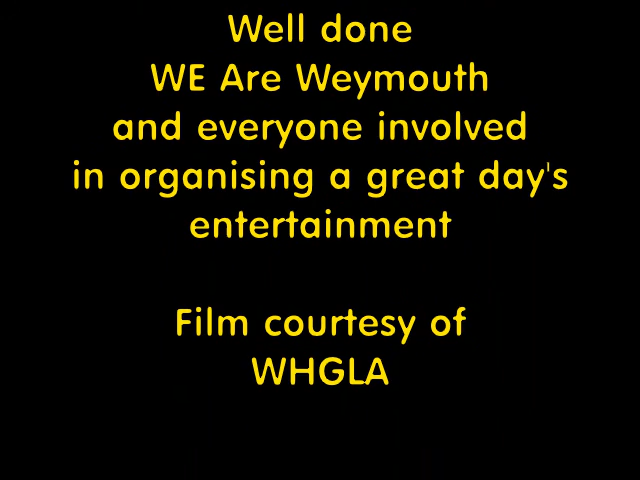 Well done
WE Are Weymouth
and everyone involved
in organising a great day's
entertainment
Film courtesy of
WHGLA